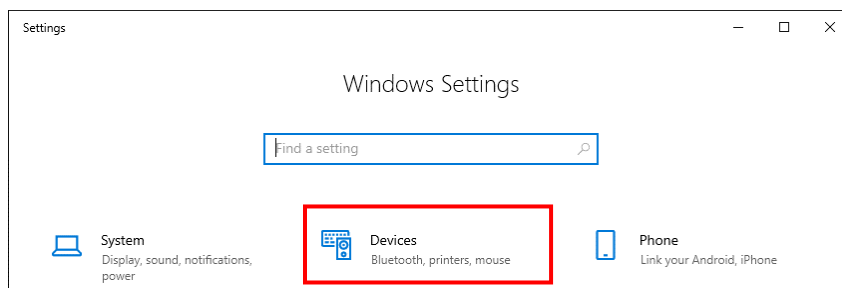 Settings
Windows Settings
Find a setting
System
Display, sound, notifications,
power
Devices
Bluetooth, printers, mouse
Phone
Link your Android, iPhone